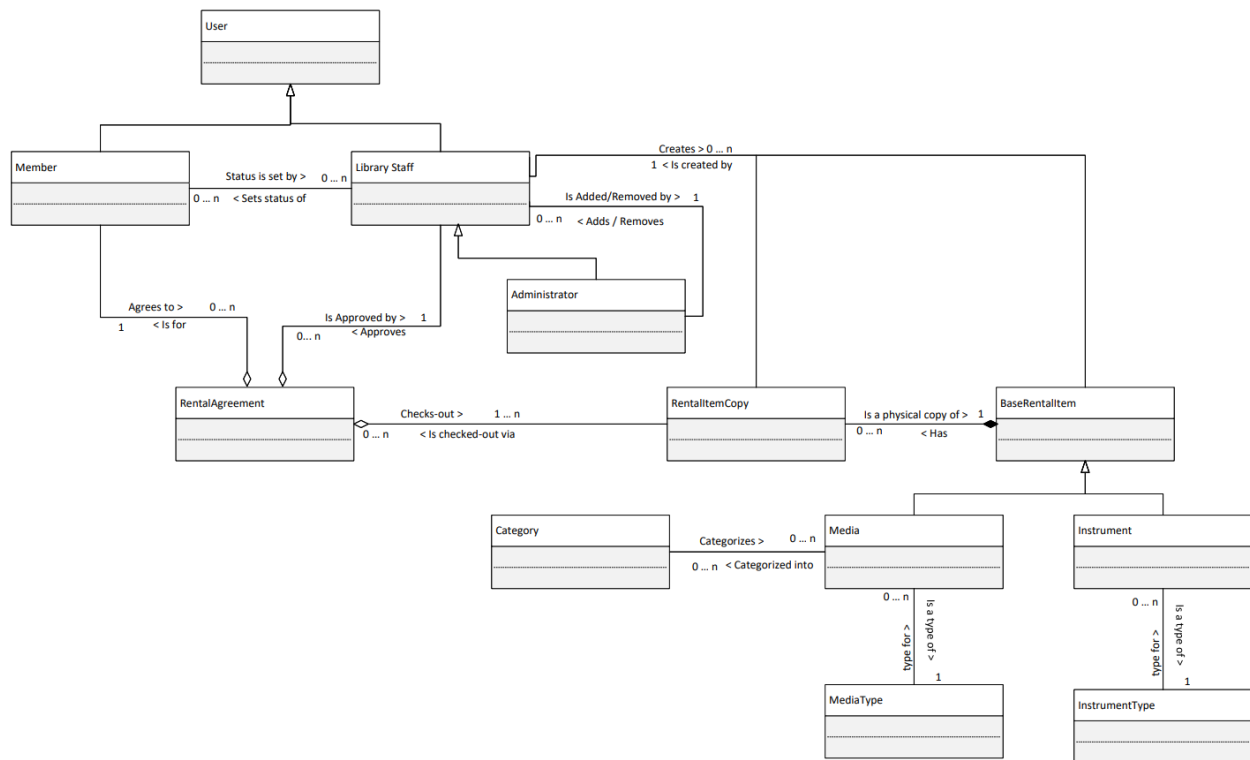 User
Member
Library Staff
Creates > 0 ... n
1 < Is created by
Status is set by > 0 ... n
0 ... n < Sets status of
Is Added/Removed by > 1
0 ... n < Adds / Removes
Administrator
Agrees to > 0 ... n
1 < Is for
Is Approved by > 1
0... n < Approves
RentalAgreement
Checks-out > 1 ... n
0 ... n < Is checked-out via
RentalItemCopy
Is a physical copy of > 1
0 ... n < Has
BaseRentalItem
Category
Categorizes > 0 ... n
0 ... n < Categorized into
Media
Instrument
0 ... n
Is a type of >
type for <
1
0 ... n
Is a type of >
type for <
1
MediaType
InstrumentType